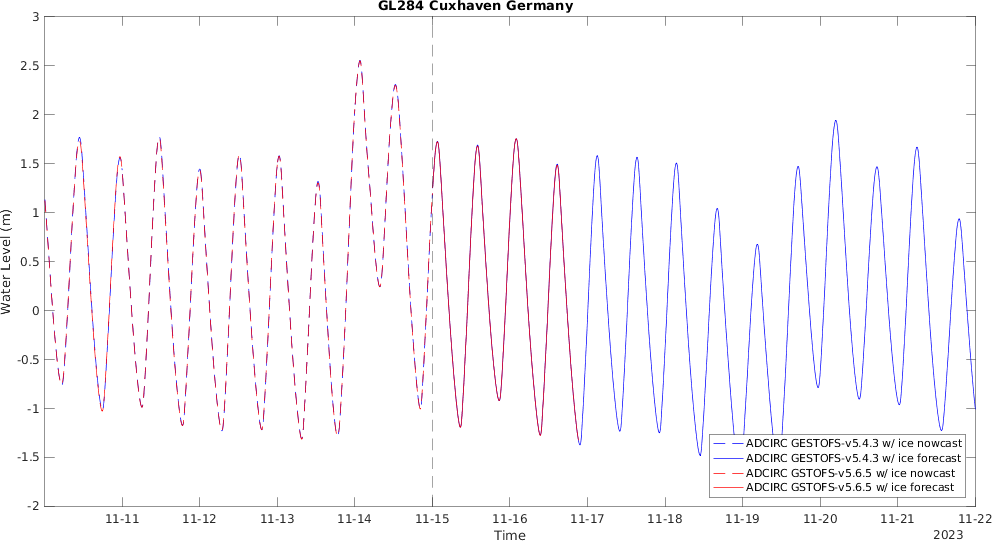 GL284 Cuxhaven Germany
3
2.5
2
1.5
1
0.5
0
-0.5
-1
-1.5
-2
Water Level (m)
ADCIRC GESTOFS-v5.4.3 w/ ice nowcast
ADCIRC GESTOFS-v5.4.3 w/ ice forecast
ADCIRC GSTOFS-v5.6.5 w/ ice nowcast
ADCIRC GSTOFS-v5.6.5 w/ ice forecast
11-11 11-12 11-13 11-14 11-15 11-16 11-17 11-18 11-19 11-20 11-21 11-22
Time
2023